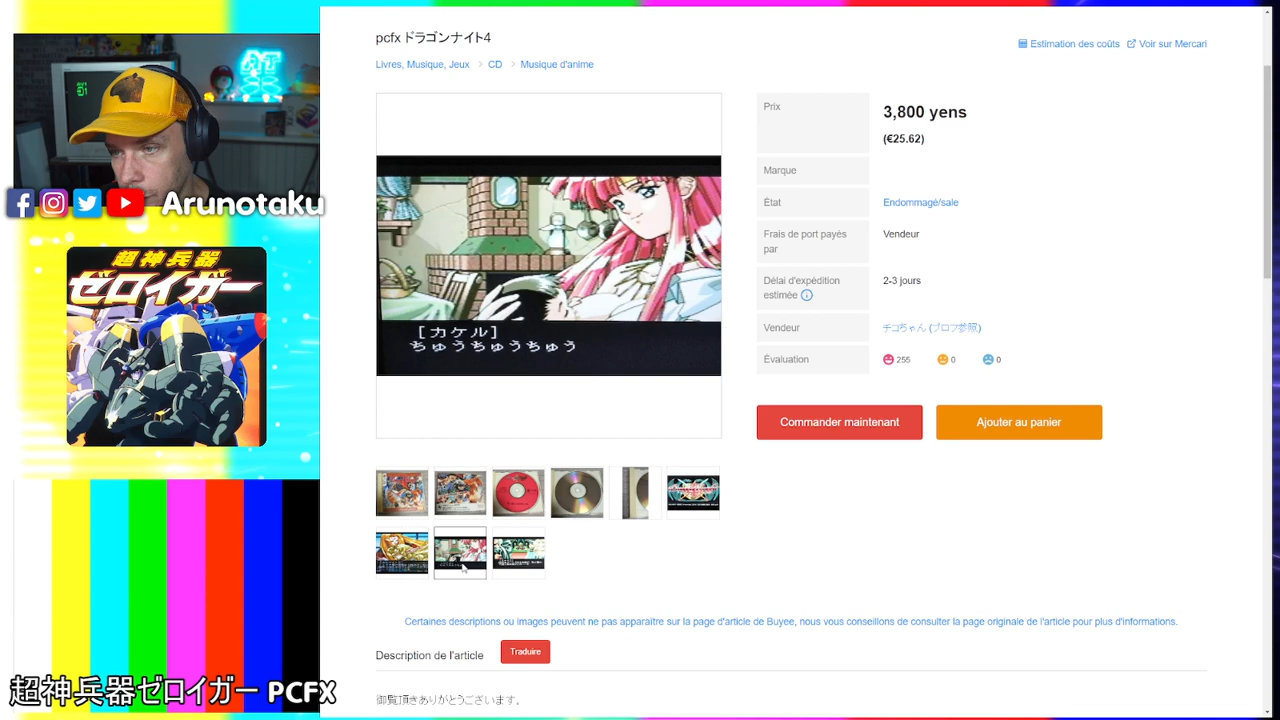 pcfx ドラゴンナイト4
Estimation des coûts
Voir sur Mercari
Livres, Musique, Jeux > CD > Musique d'anime
Prix
3,800 yens
(€25.62)
Marque
État
Endommagé/sale
Frais de port payés par
Vendeur
Délai d'expédition estimée
2-3 jours
Vendeur
チコちゃん (プロフ参照)
Évaluation
255
0
0
[カケル]
ちゅうちゅうちゅう
Commander maintenant
Ajouter au panier
Certaines descriptions ou images peuvent ne pas apparaître sur la page d'article de Buyee, nous vous conseillons de consulter la page originale de l'article pour plus d'informations.
Description de l'article
Traduire
御覧頂きありがとうございます。
Arunotaku
超神兵器
ゼロイガー
超神兵器ゼロイガー PCFX